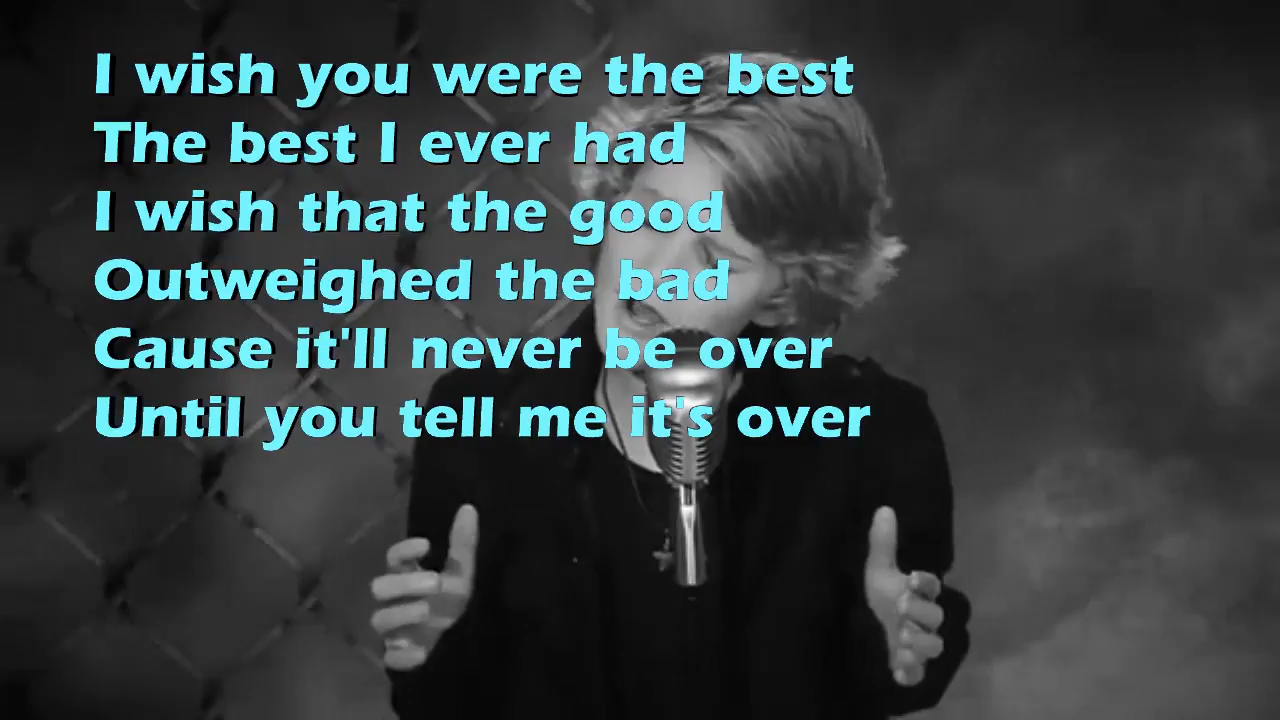 I wish you were the best
The best I ever had
I wish that the good
Outweighed the bad
Cause it'll never be over
Until you tell me it's over